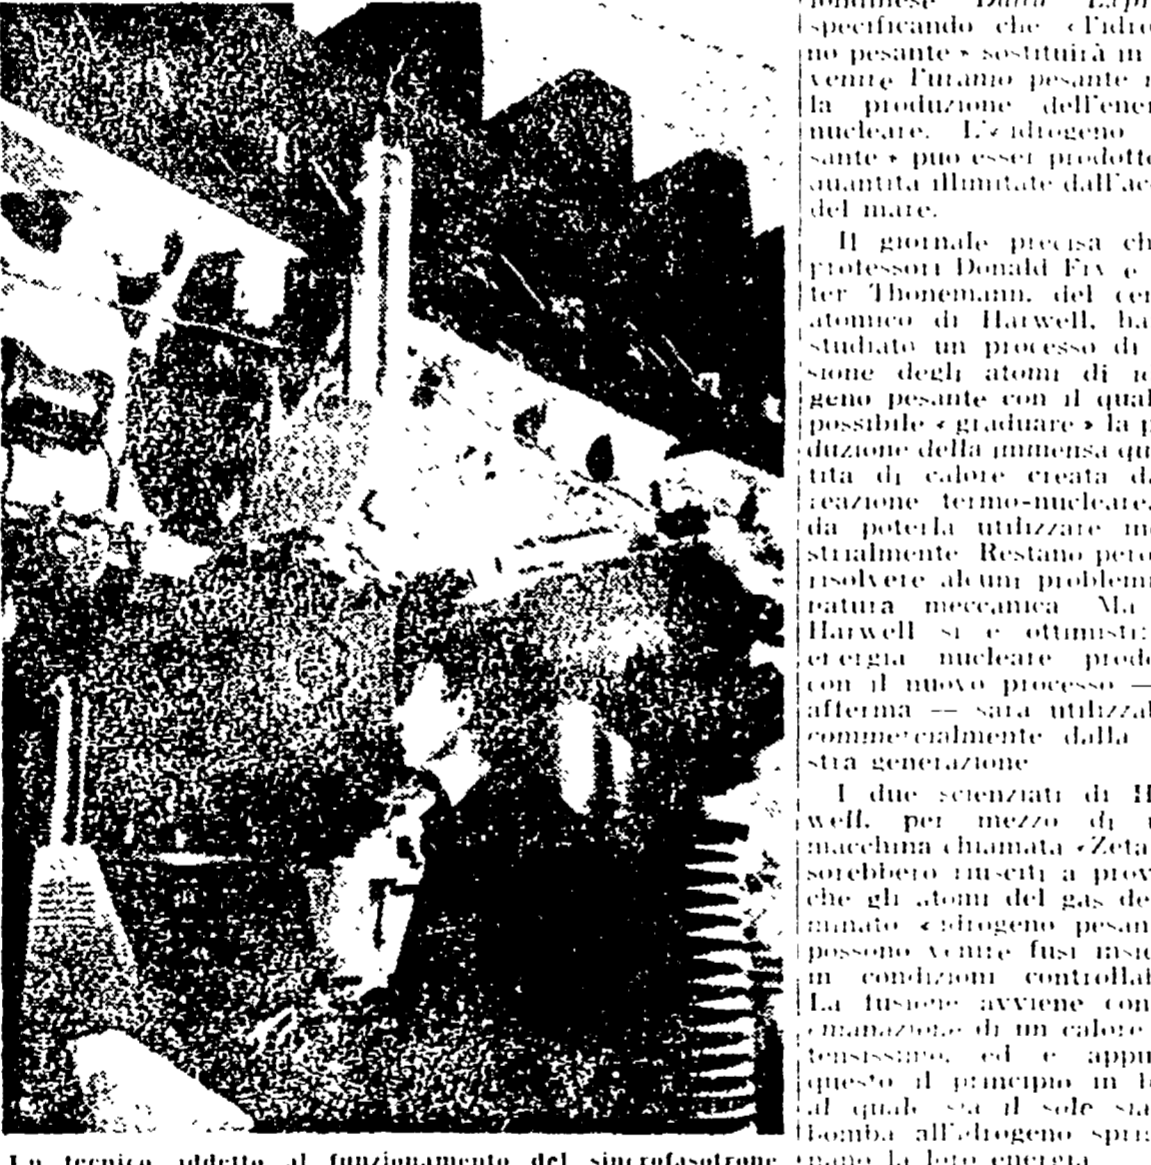 Un tecnico addetto al funzionamento del sincrofasotrone
londinese
specificando che «l'idro
no pesante» sostituirà in
venire l'uranio pesante
la produzione dell'ener
nucleare. L'«idrogeno
sante» può esser prodotto
quantità illimitate dall'ac
del mare.
Il giornale precisa ch
professori Donald Fry e
ter Thonemann, del cen
atomico di Harwell, ha
studiato un processo di
sione degli atomi di
geno pesante con il qual
possibile «graduare» la p
duzione della immensa qu
tità di calore creata da
reazione termo-nucleare,
da poterla utilizzare in
strialmente. Restano però
risolvere alcuni problemi
natura meccanica. Ma
Harwell si è ottimisti:
energia nucleare prod
con il nuovo processo —
afferma — sarà utilizzab
commercialmente dalla
stra generazione
I due scienziati di H
well, per mezzo di
macchina chiamata «Zeta
sarebbero riusciti a prov
che gli atomi del gas de
minato «idrogeno pesan
possono venire fusi insie
in condizioni controllab
La fusione avviene con
emanazione di un calore
tensissimo, ed è appu
questo il principio in b
al quale sia il sole sia
bomba all'idrogeno spri
nano la loro energia